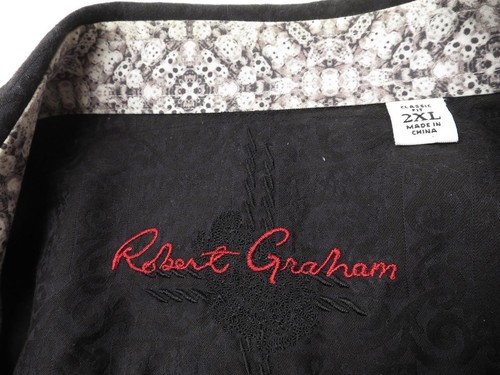 CLASSIC
FIT
2XL
MADE IN
CHINA
Robert Graham